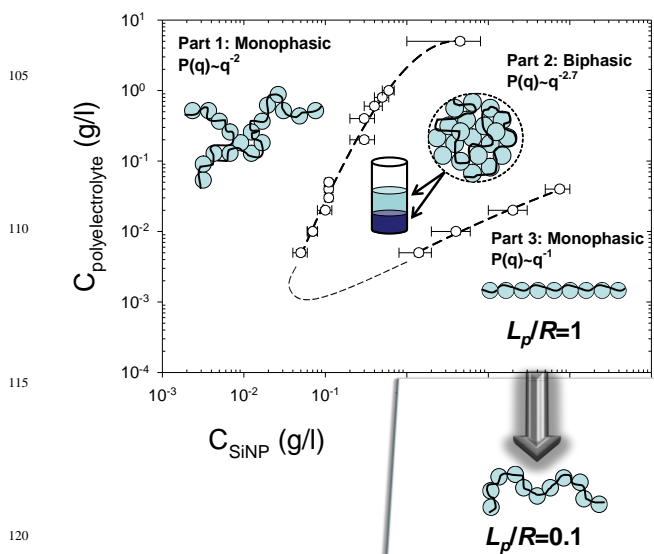 105
110
115
120
C_polyelectrolyte (g/l)
10^1
10^0
10^-1
10^-2
10^-3
10^-4
Part 1: Monophasic
P(q)~q^-2
Part 2: Biphasic
P(q)~q^-2.7
Part 3: Monophasic
P(q)~q^-1
L_p/R=1
10^-3
10^-2
10^-1
C_SiNP (g/l)
L_p/R=0.1